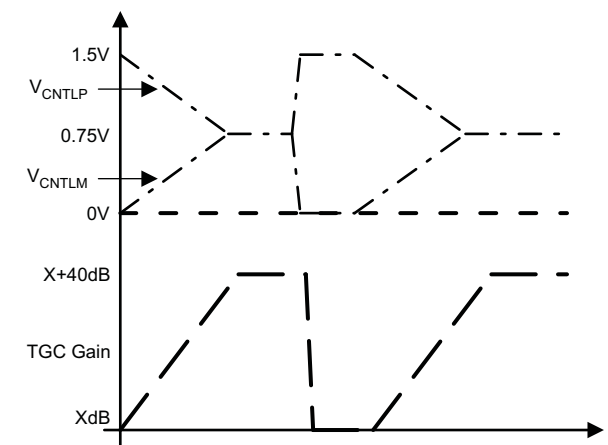 1.5V
VCNTLP
0.75V
VCNTLM
0V
X+40dB
TGC Gain
XdB